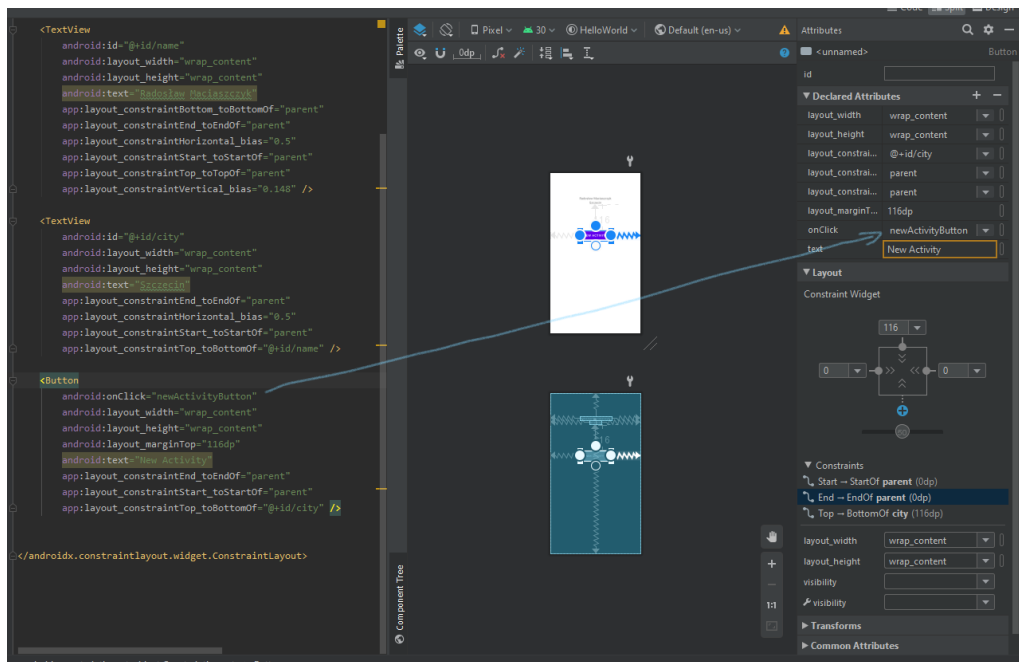 Code Split Design
<TextView
android:id="@+id/name"
android:layout_width="wrap_content"
android:layout_height="wrap_content"
android:text="Radosław Maciaszczyk"
app:layout_constraintBottom_toBottomOf="parent"
app:layout_constraintEnd_toEndOf="parent"
app:layout_constraintHorizontal_bias="0.5"
app:layout_constraintStart_toStartOf="parent"
app:layout_constraintTop_toTopOf="parent"
app:layout_constraintVertical_bias="0.148" />
<TextView
android:id="@+id/city"
android:layout_width="wrap_content"
android:layout_height="wrap_content"
android:text="Szczecin"
app:layout_constraintEnd_toEndOf="parent"
app:layout_constraintHorizontal_bias="0.5"
app:layout_constraintStart_toStartOf="parent"
app:layout_constraintTop_toBottomOf="@+id/name" />
<Button
android:onClick="newActivityButton"
android:layout_width="wrap_content"
android:layout_height="wrap_content"
android:layout_marginTop="116dp"
android:text="New Activity"
app:layout_constraintEnd_toEndOf="parent"
app:layout_constraintStart_toStartOf="parent"
app:layout_constraintTop_toBottomOf="@+id/city" />
</androidx.constraintlayout.widget.ConstraintLayout>
Palette
Component Tree
Pixel 30 HelloWorld Default (en-us)
0dp
1:1
Attributes
<unnamed> Button
id
Declared Attributes
layout_width wrap_content
layout_height wrap_content
layout_constrai... @+id/city
layout_constrai... parent
layout_constrai... parent
layout_marginT... 116dp
onClick newActivityButton
text New Activity
Layout
Constraint Widget
116
0 0
50
Constraints
Start → StartOf parent (0dp)
End → EndOf parent (0dp)
Top → BottomOf city (116dp)
layout_width wrap_content
layout_height wrap_content
visibility
visibility
Transforms
Common Attributes